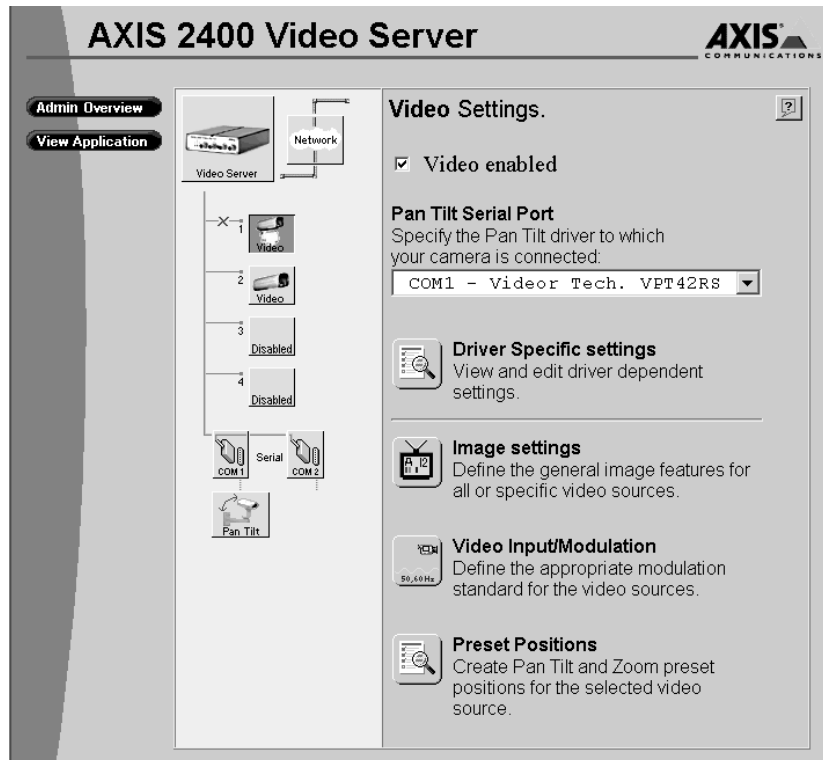 AXIS 2400 Video Server
AXIS
COMMUNICATIONS
Admin Overview
View Application
Video Server
Network
1
Video
2
Video
3
Disabled
4
Disabled
COM 1
Serial
COM 2
Pan Tilt
Video Settings.
?
Video enabled
Pan Tilt Serial Port
Specify the Pan Tilt driver to which
your camera is connected:
COM1 - Videor Tech. VPT42RS
Driver Specific settings
View and edit driver dependent
settings.
Image settings
Define the general image features for
all or specific video sources.
50,60Hz
Video Input/Modulation
Define the appropriate modulation
standard for the video sources.
Preset Positions
Create Pan Tilt and Zoom preset
positions for the selected video
source.